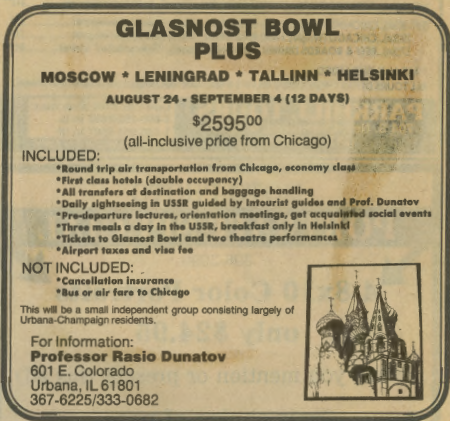 GLASNOST BOWL
PLUS
MOSCOW * LENINGRAD * TALLINN * HELSINKI
AUGUST 24 - SEPTEMBER 4 (12 DAYS)
$2595.00
(all-inclusive price from Chicago)
INCLUDED:
*Round trip air transportation from Chicago, economy class
*First class hotels (double occupancy)
*All transfers at destination and baggage handling
*Daily sightseeing in USSR guided by Intourist guides and Prof. Dunatov
*Pre-departure lectures, orientation meetings, get acquainted social events
*Three meals a day in the USSR, breakfast only in Helsinki
*Tickets to Glasnost Bowl and two theatre performances
*Airport taxes and visa fee
NOT INCLUDED:
*Cancellation insurance
*Bus or air fare to Chicago
This will be a small independent group consisting largely of
Urbana-Champaign residents.
For Information:
Professor Rasio Dunatov
601 E. Colorado
Urbana, IL 61801
367-6225/333-0682